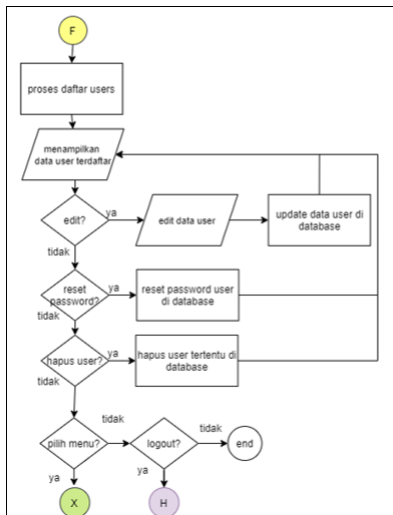 F
proses daftar users
menampilkan
data user terdaftar
edit?
ya
edit data user
update data user di
database
tidak
reset
password?
ya
reset password user
di database
tidak
hapus user?
ya
hapus user tertentu di
database
tidak
pilih menu?
tidak
logout?
tidak
end
ya
ya
X
H